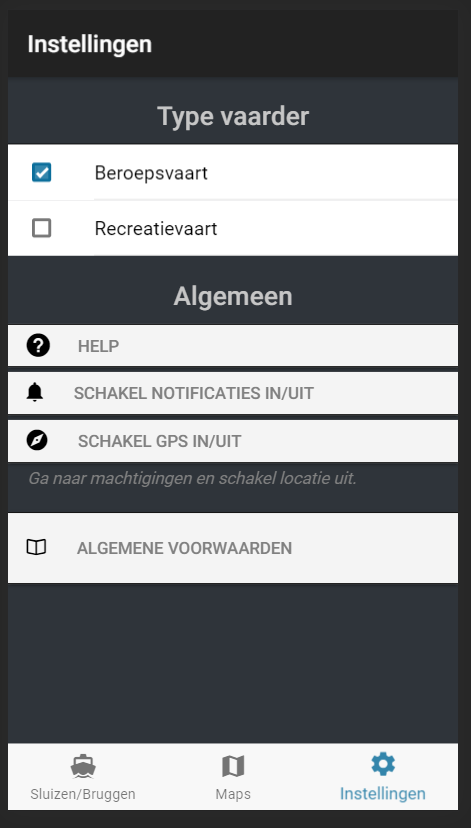 Instellingen
Type vaarder
Beroepsvaart
Recreatievaart
Algemeen
HELP
SCHAKEL NOTIFICATIES IN/UIT
SCHAKEL GPS IN/UIT
Ga naar machtigingen en schakel locatie uit.
ALGEMENE VOORWAARDEN
Sluizen/Bruggen
Maps
Instellingen